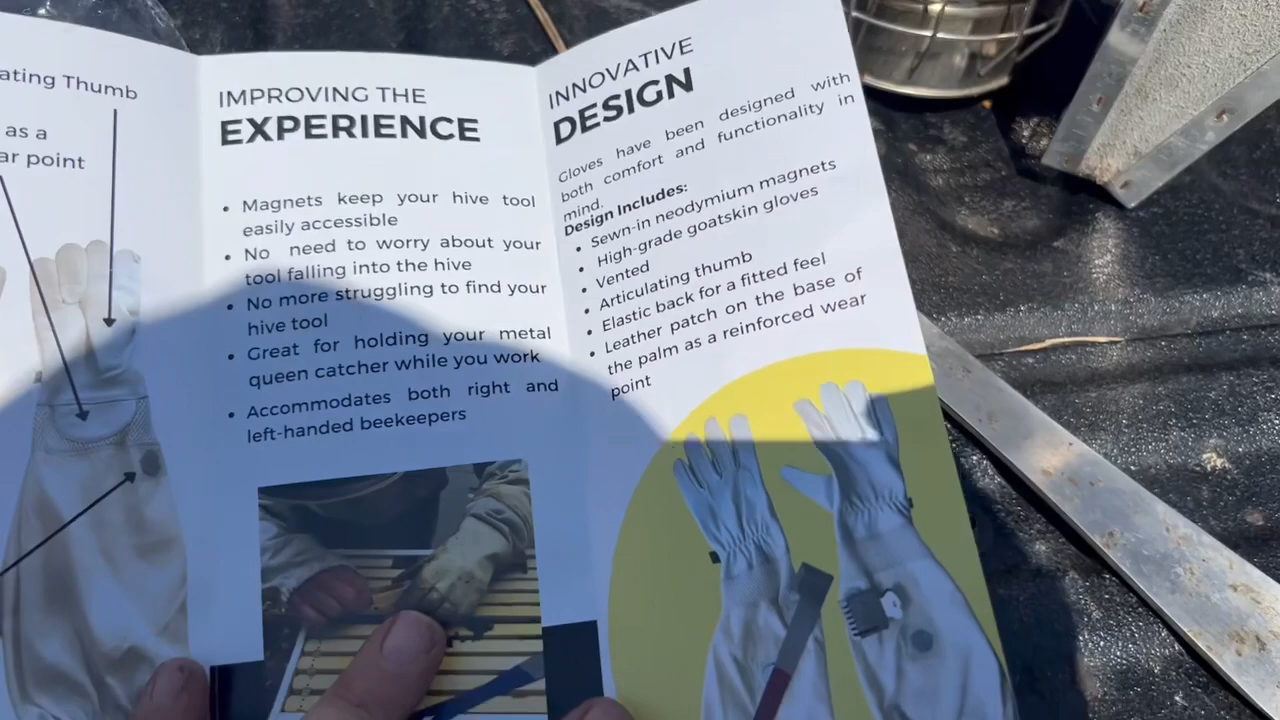 ating Thumb
as a
ar point
IMPROVING THE
EXPERIENCE
• Magnets keep your hive tool
easily accessible
• No need to worry about your
tool falling into the hive
• No more struggling to find your
hive tool
• Great for holding your metal
queen catcher while you work
• Accommodates both right and
left-handed beekeepers
INNOVATIVE
DESIGN
Gloves have been designed with
both comfort and functionality in
mind.
Design Includes:
• Sewn-in neodymium magnets
• High-grade goatskin gloves
• Vented
• Articulating thumb
• Elastic back for a fitted feel
• Leather patch on the base of
the palm as a reinforced wear
point